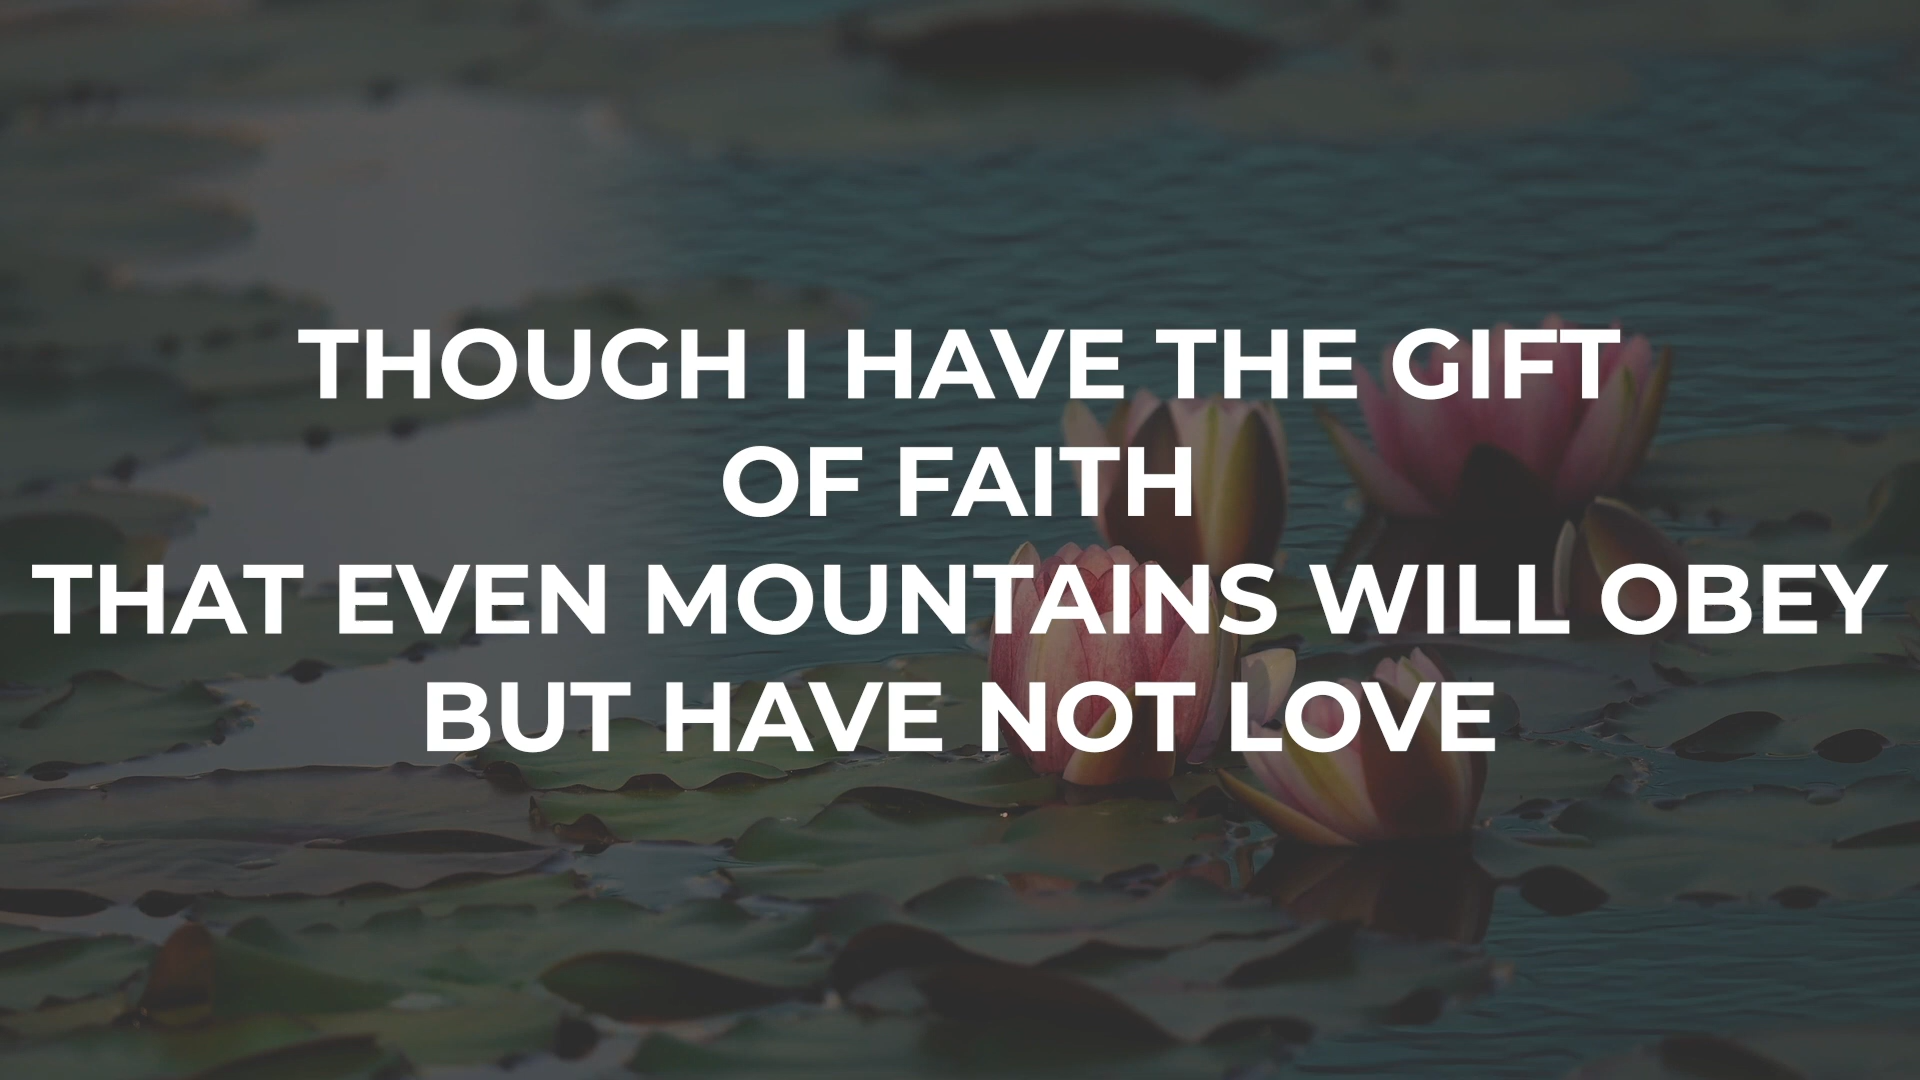 THOUGH I HAVE THE GIFT
OF FAITH
THAT EVEN MOUNTAINS WILL OBEY
BUT HAVE NOT LOVE